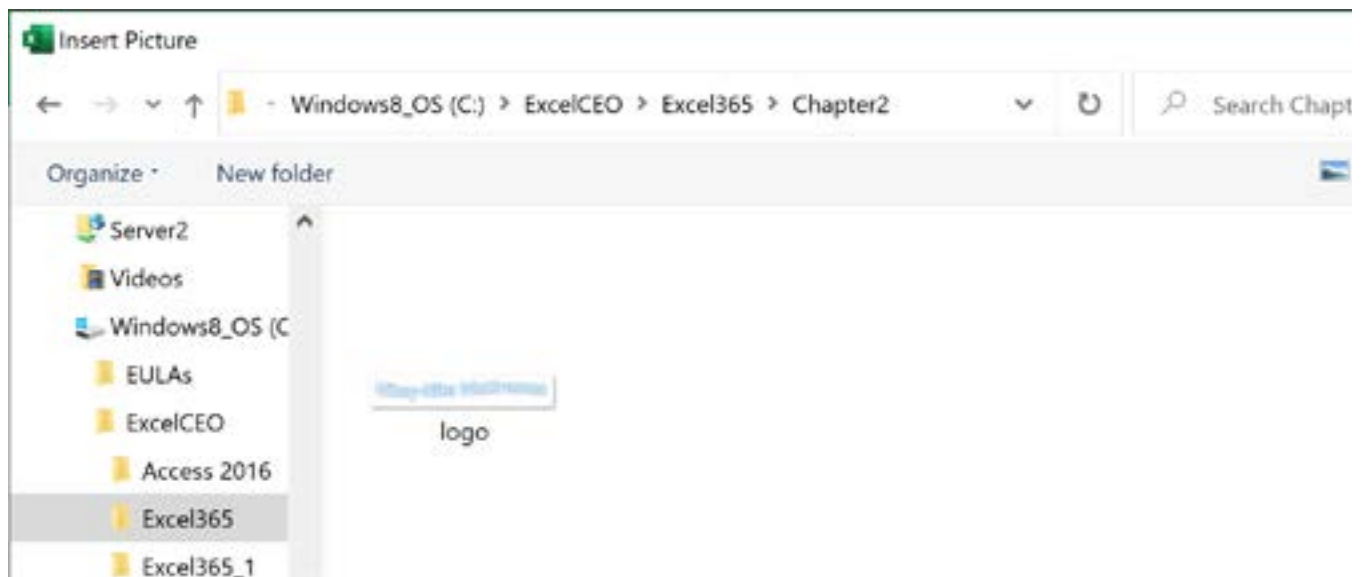 Insert Picture
- Windows8_OS (C:) > ExcelCEO > Excel365 > Chapter2
Search Chapt
Organize
New folder
Server2
Videos
Windows8_OS (C
EULAs
ExcelCEO
logo
Access 2016
Excel365
Excel365_1